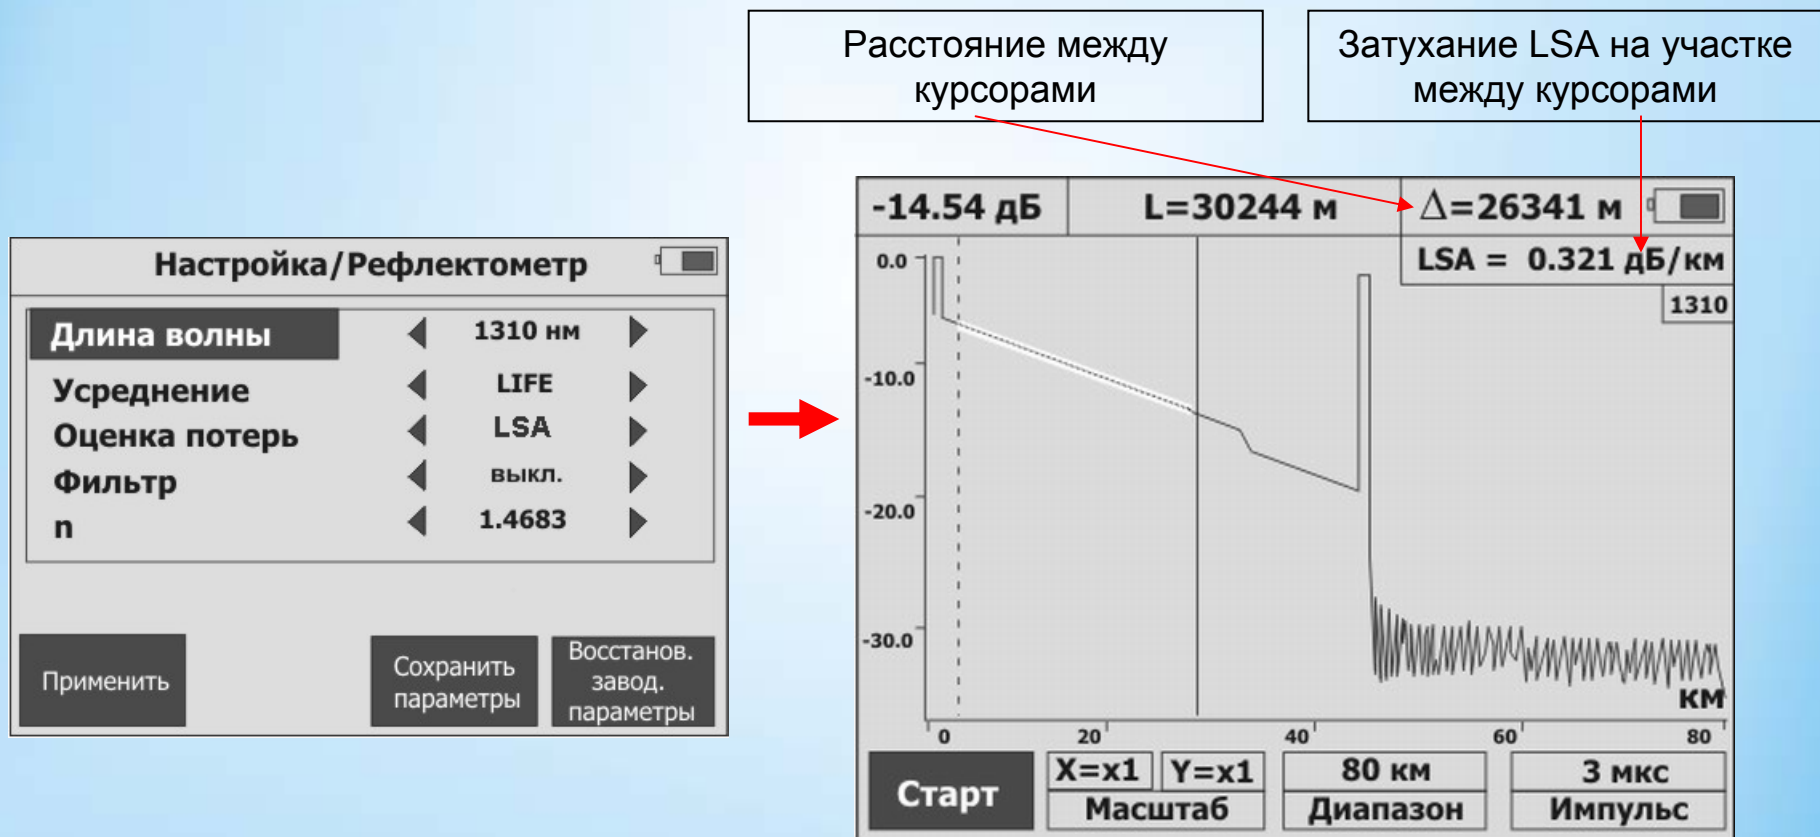 Расстояние между
курсорами
Затухание LSA на участке
между курсорами
Настройка/Рефлектометр
Длина волны 1310 нм
Усреднение LIFE
Оценка потерь LSA
Фильтр выкл.
n 1.4683
Применить
Сохранить
параметры
Восстанов.
завод.
параметры
-14.54 дБ L=30244 м Δ=26341 м
LSA = 0.321 дБ/км
1310
0.0
-10.0
-20.0
-30.0
км
0 20 40 60 80
Старт
X=x1 Y=x1
Масштаб
80 км
Диапазон
3 мкс
Импульс